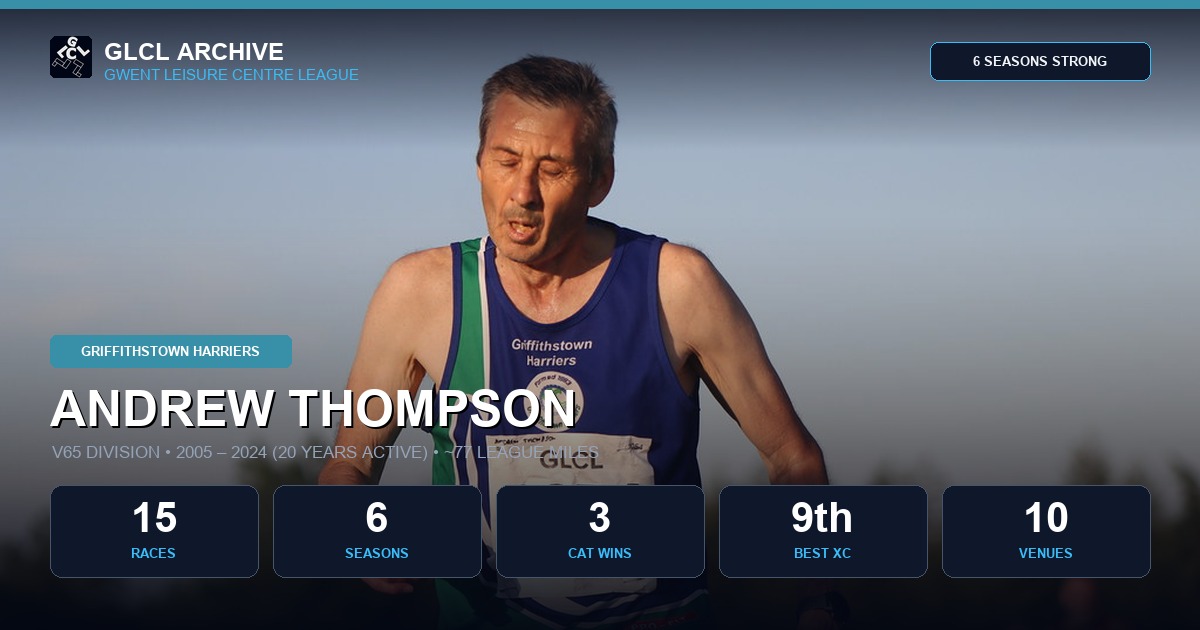 GLCL ARCHIVE
GWENT LEISURE CENTRE LEAGUE
6 SEASONS STRONG
Griffithstown
Harriers
GRIFFITHSTOWN HARRIERS
ANDREW THOMPSON
V65 DIVISION • 2005 – 2024 (20 YEARS ACTIVE) • ~77 LEAGUE MILES
ANDREW THOMPSON
GLCL
15
RACES
6
SEASONS
3
CAT WINS
9th
BEST XC
10
VENUES